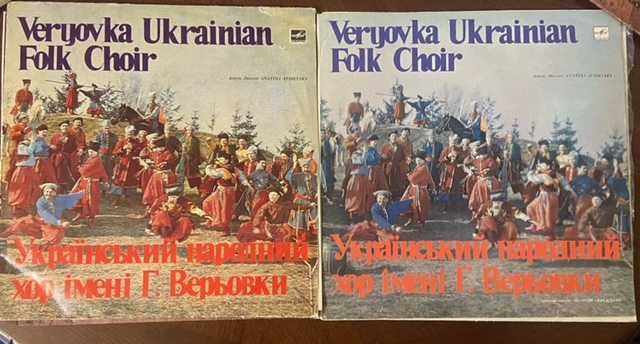 Veryovka Ukrainian
Folk Choir
Український народний
хор імені Г. Верьовки
Veryovka Ukrainian
Folk Choir
Український народний
хор імені Г. Верьовки